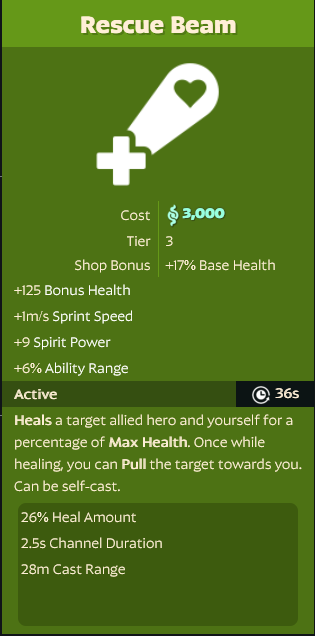 Rescue Beam
Cost 3,000
Tier 3
Shop Bonus +17% Base Health
+125 Bonus Health
+1m/s Sprint Speed
+9 Spirit Power
+6% Ability Range
Active 36s
Heals a target allied hero and yourself for a
percentage of Max Health. Once while
healing, you can Pull the target towards you.
Can be self-cast.
26% Heal Amount
2.5s Channel Duration
28m Cast Range